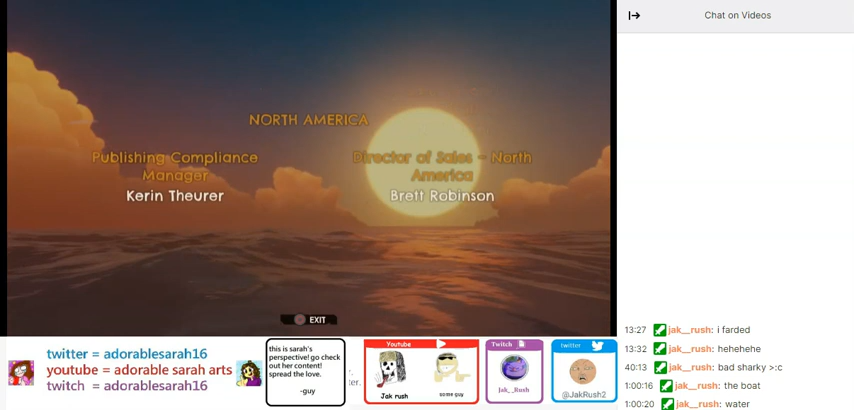 Chat on Videos
NORTH AMERICA
Publishing Compliance
Manager
Kerin Theurer
Director of Sales - North
America
Brett Robinson
EXIT
13:27 jak__rush: i farded
13:32 jak__rush: hehehehe
40:13 jak__rush: bad sharky >:c
1:00:16 jak__rush: the boat
1:00:20 jak__rush: water
twitter = adorablesarah16
youtube = adorable sarah arts
twitch = adorablesarah16
this is sarah's
perspective! go check
out her content!
spread the love.
-guy
Youtube
Jak rush
some guy
Twitch
Jak__Rush
twitter
@JakRush2